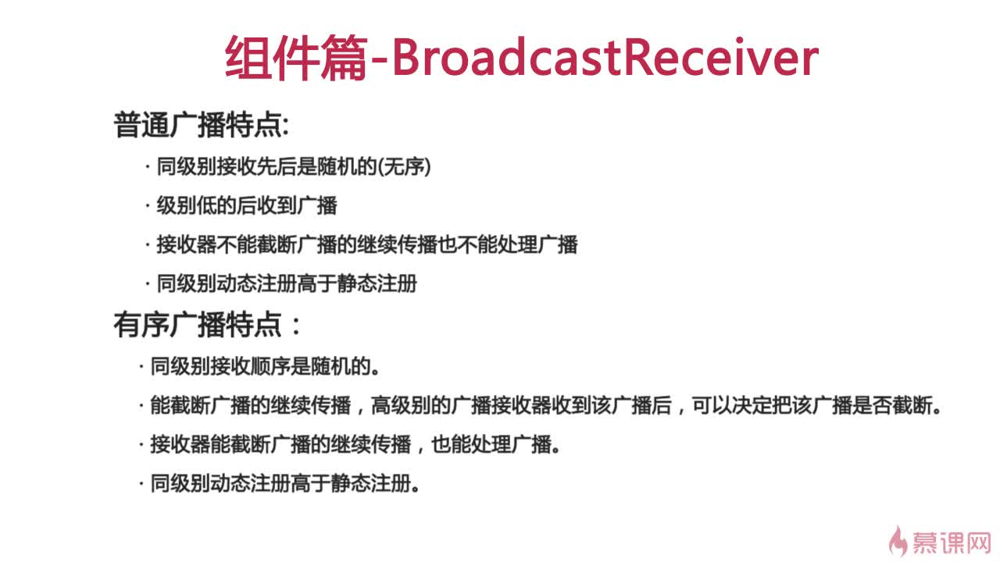 组件篇-BroadcastReceiver
普通广播特点:
· 同级别接收先后是随机的(无序)
· 级别低的后收到广播
· 接收器不能截断广播的继续传播也不能处理广播
· 同级别动态注册高于静态注册
有序广播特点：
· 同级别接收顺序是随机的。
· 能截断广播的继续传播，高级别的广播接收器收到该广播后，可以决定把该广播是否截断。
· 接收器能截断广播的继续传播，也能处理广播。
· 同级别动态注册高于静态注册。
慕课网